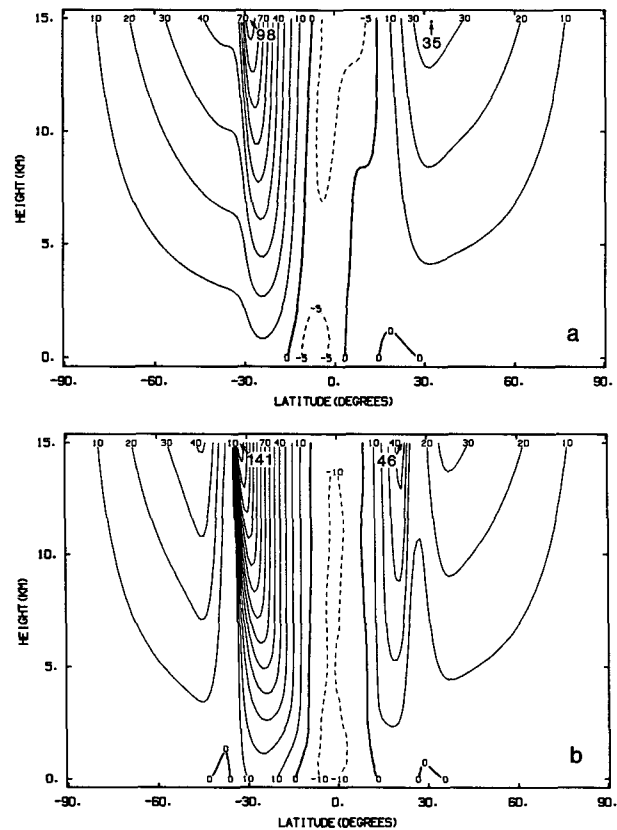 15. 10 20 30 40 70 98 40 10 0 -5 10 30 35 30 20 10
10.
HEIGHT(KM)
5.
-5
a
0. 0 -5 -5 0 0 0 0
-90. -60. -30. 0. 30. 60. 90.
LATITUDE(DEGREES)
15. 10 20 30 40 10 141 70 40 10 10 40 46 20 40 30 20 10
-10
10.
HEIGHT(KM)
5.
b
0. 0 0 0 10 10 0 -10 -10 0 0 0 0
-90. -60. -30. 0. 30. 60. 90.
LATITUDE(DEGREES)